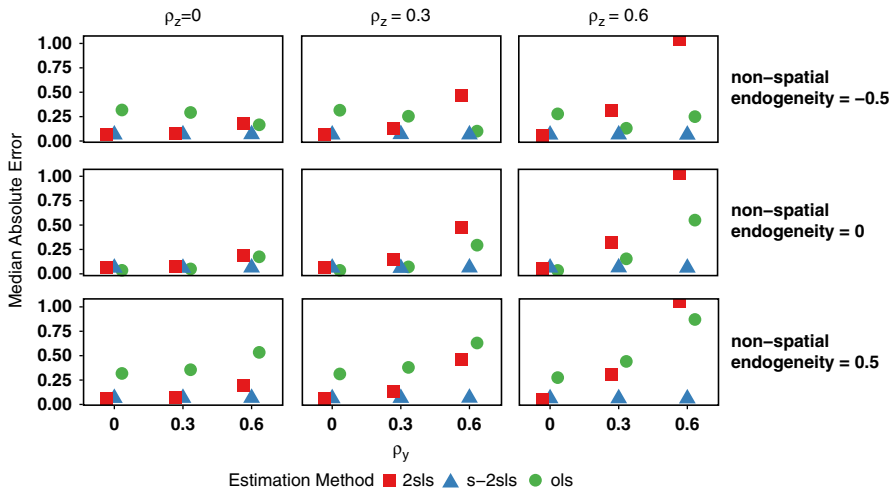 ρz=0
ρz = 0.3
ρz = 0.6
Median Absolute Error
1.00
0.75
0.50
0.25
0.00
non−spatial
endogeneity = −0.5
1.00
0.75
0.50
0.25
0.00
non−spatial
endogeneity = 0
1.00
0.75
0.50
0.25
0.00
non−spatial
endogeneity = 0.5
0 0.3 0.6
0 0.3 0.6
0 0.3 0.6
ρy
Estimation Method 2sls s−2sls ols